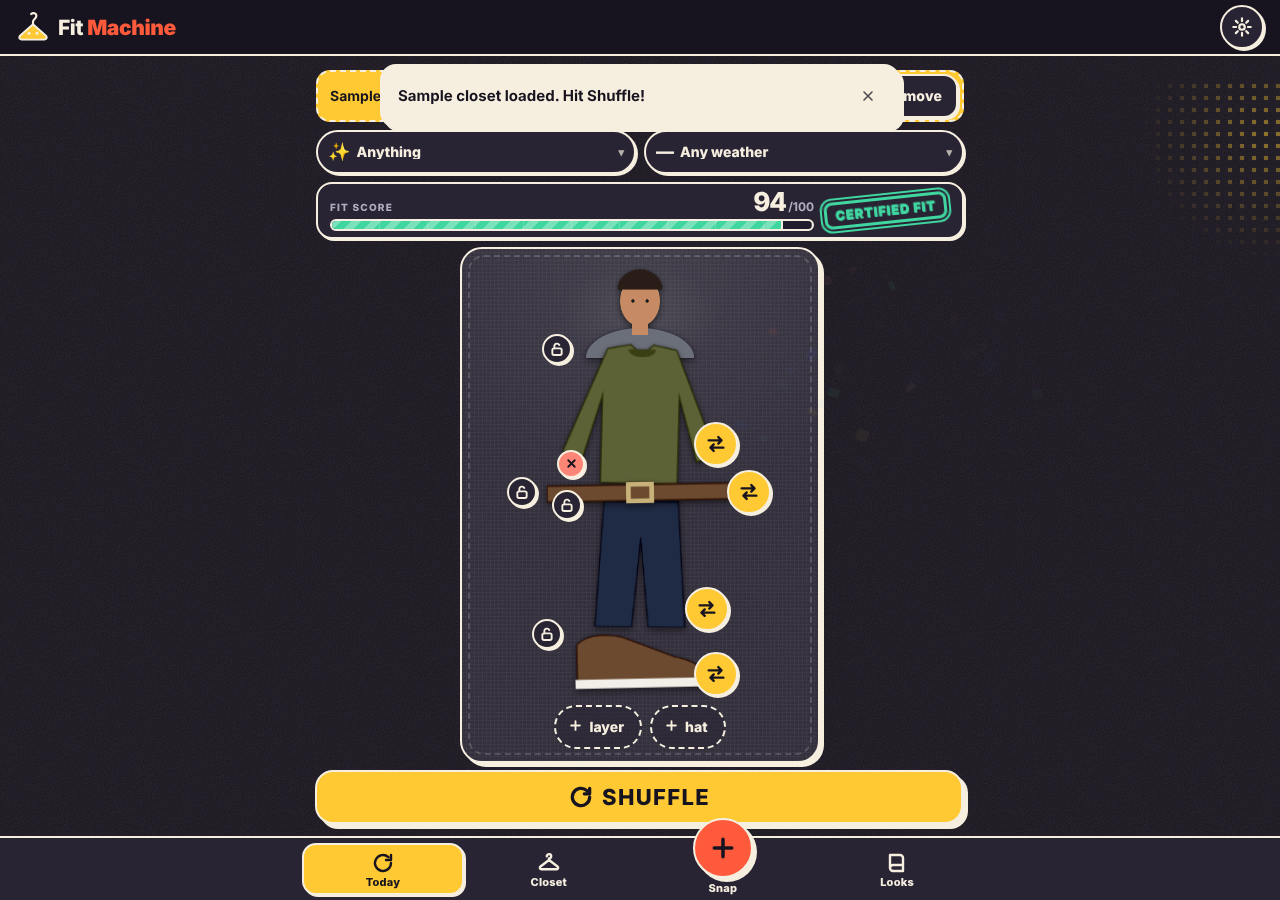 Fit Machine
Sample
Sample closet loaded. Hit Shuffle!
move
Anything
Any weather
FIT SCORE
94/100
CERTIFIED FIT
+ layer
+ hat
SHUFFLE
Today
Closet
Snap
Looks